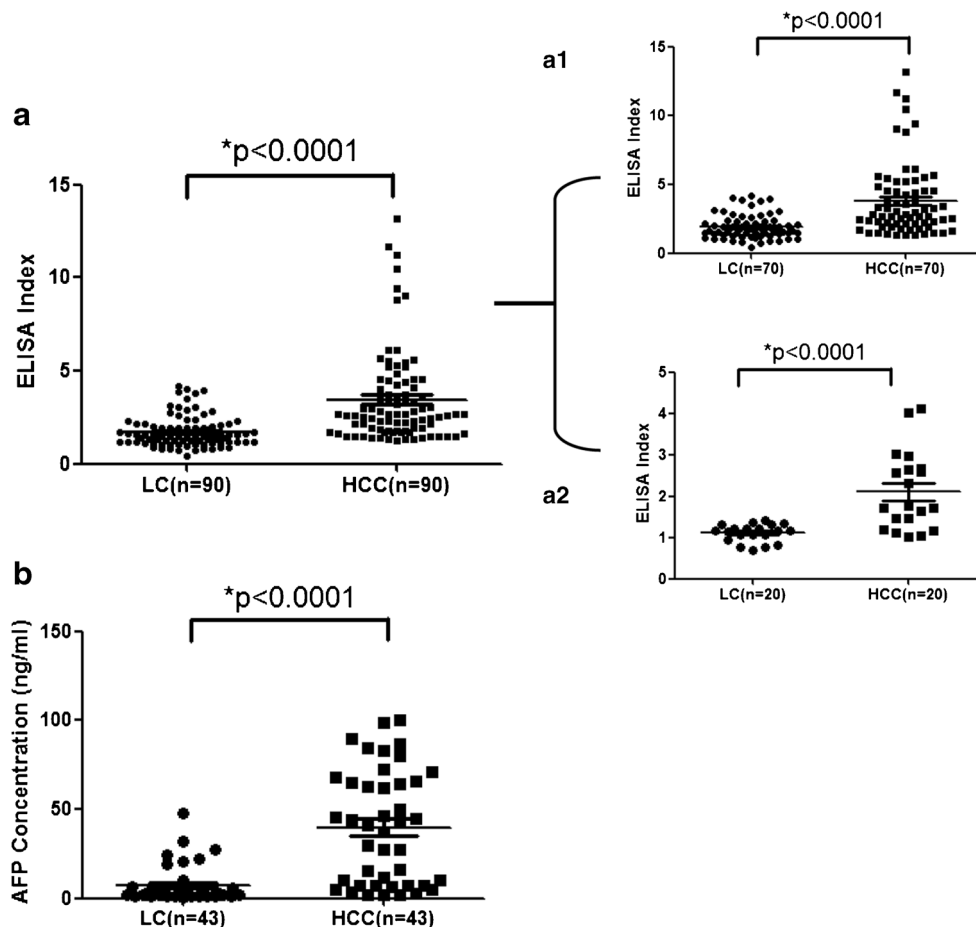 a
*p<0.0001
ELISA Index
15
10
5
0
LC(n=90)
HCC(n=90)
a1
*p<0.0001
ELISA Index
15
10
5
0
LC(n=70)
HCC(n=70)
a2
*p<0.0001
ELISA Index
5
4
3
2
1
0
LC(n=20)
HCC(n=20)
b
*p<0.0001
AFP Concentration (ng/ml)
150
100
50
0
LC(n=43)
HCC(n=43)